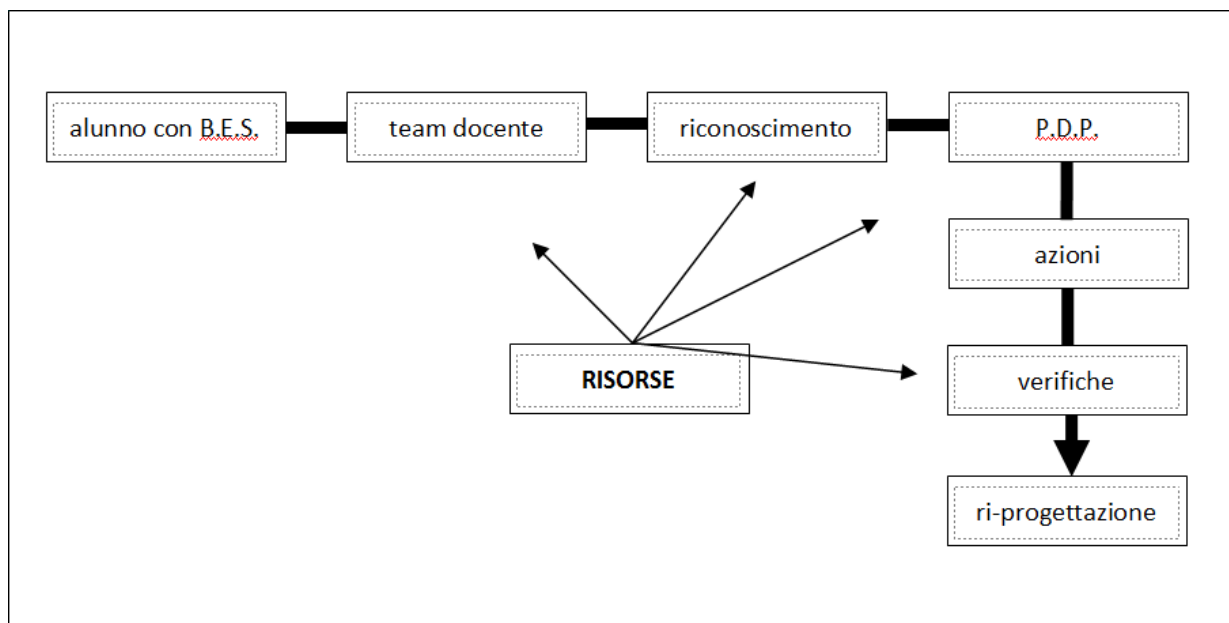 alunno con B.E.S.
team docente
riconoscimento
P.D.P.
azioni
RISORSE
verifiche
ri-progettazione